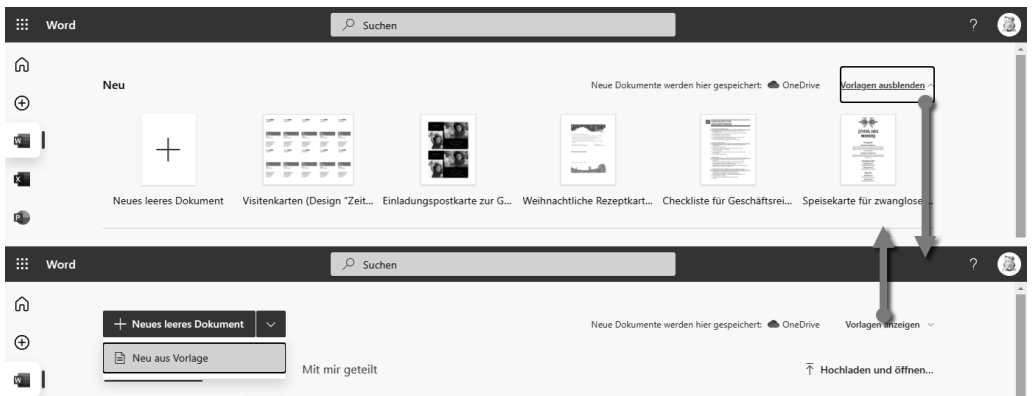 Word
Suchen
?
Neu
Neue Dokumente werden hier gespeichert: OneDrive
Vorlagen ausblenden
Neues leeres Dokument
Visitenkarten (Design "Zeit...
Einladungspostkarte zur G...
Weihnachtliche Rezeptkart...
Checkliste für Geschäftsrei...
Speisekarte für zwanglose...
W
X
P
Word
Suchen
?
Neues leeres Dokument
Neue Dokumente werden hier gespeichert: OneDrive
Vorlagen anzeigen
Neu aus Vorlage
Mit mir geteilt
Hochladen und öffnen...
W